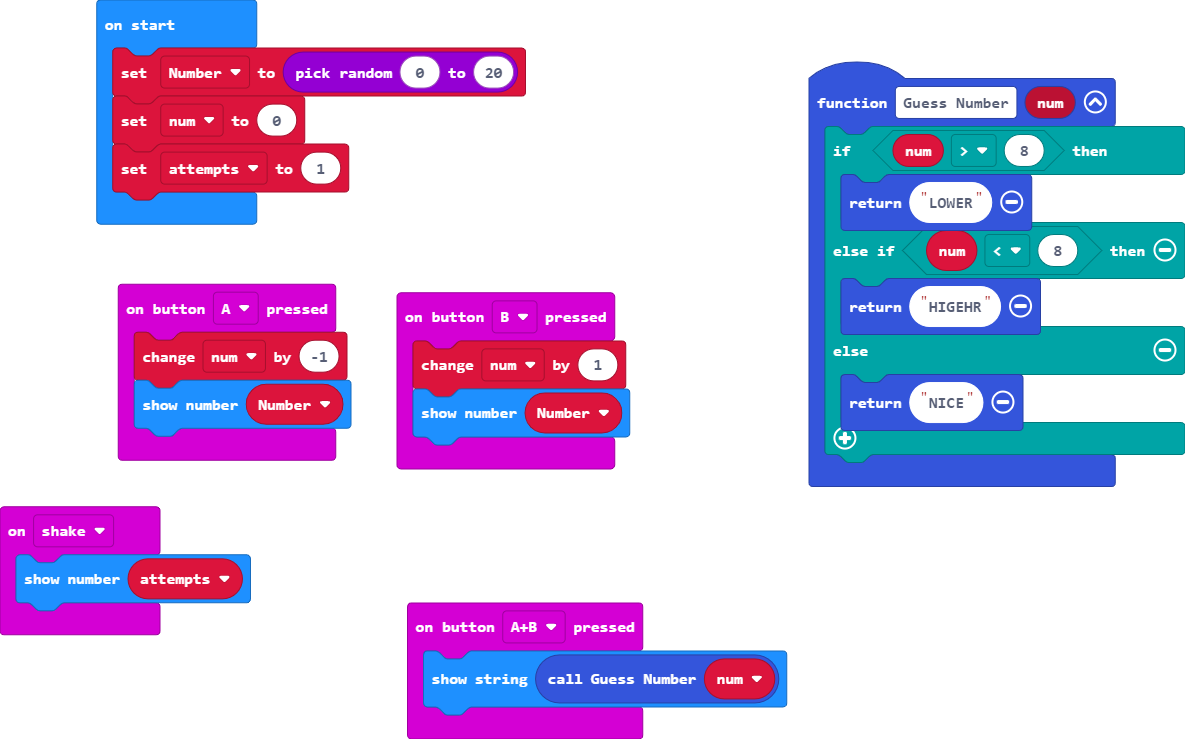 on start
set Number to pick random 0 to 20
set num to 0
set attempts to 1
function Guess Number num
if num > 8 then
return "LOWER"
else if num < 8 then
return "HIGEHR"
else
return "NICE"
on button A pressed
change num by -1
show number Number
on button B pressed
change num by 1
show number Number
on shake
show number attempts
on button A+B pressed
show string call Guess Number num